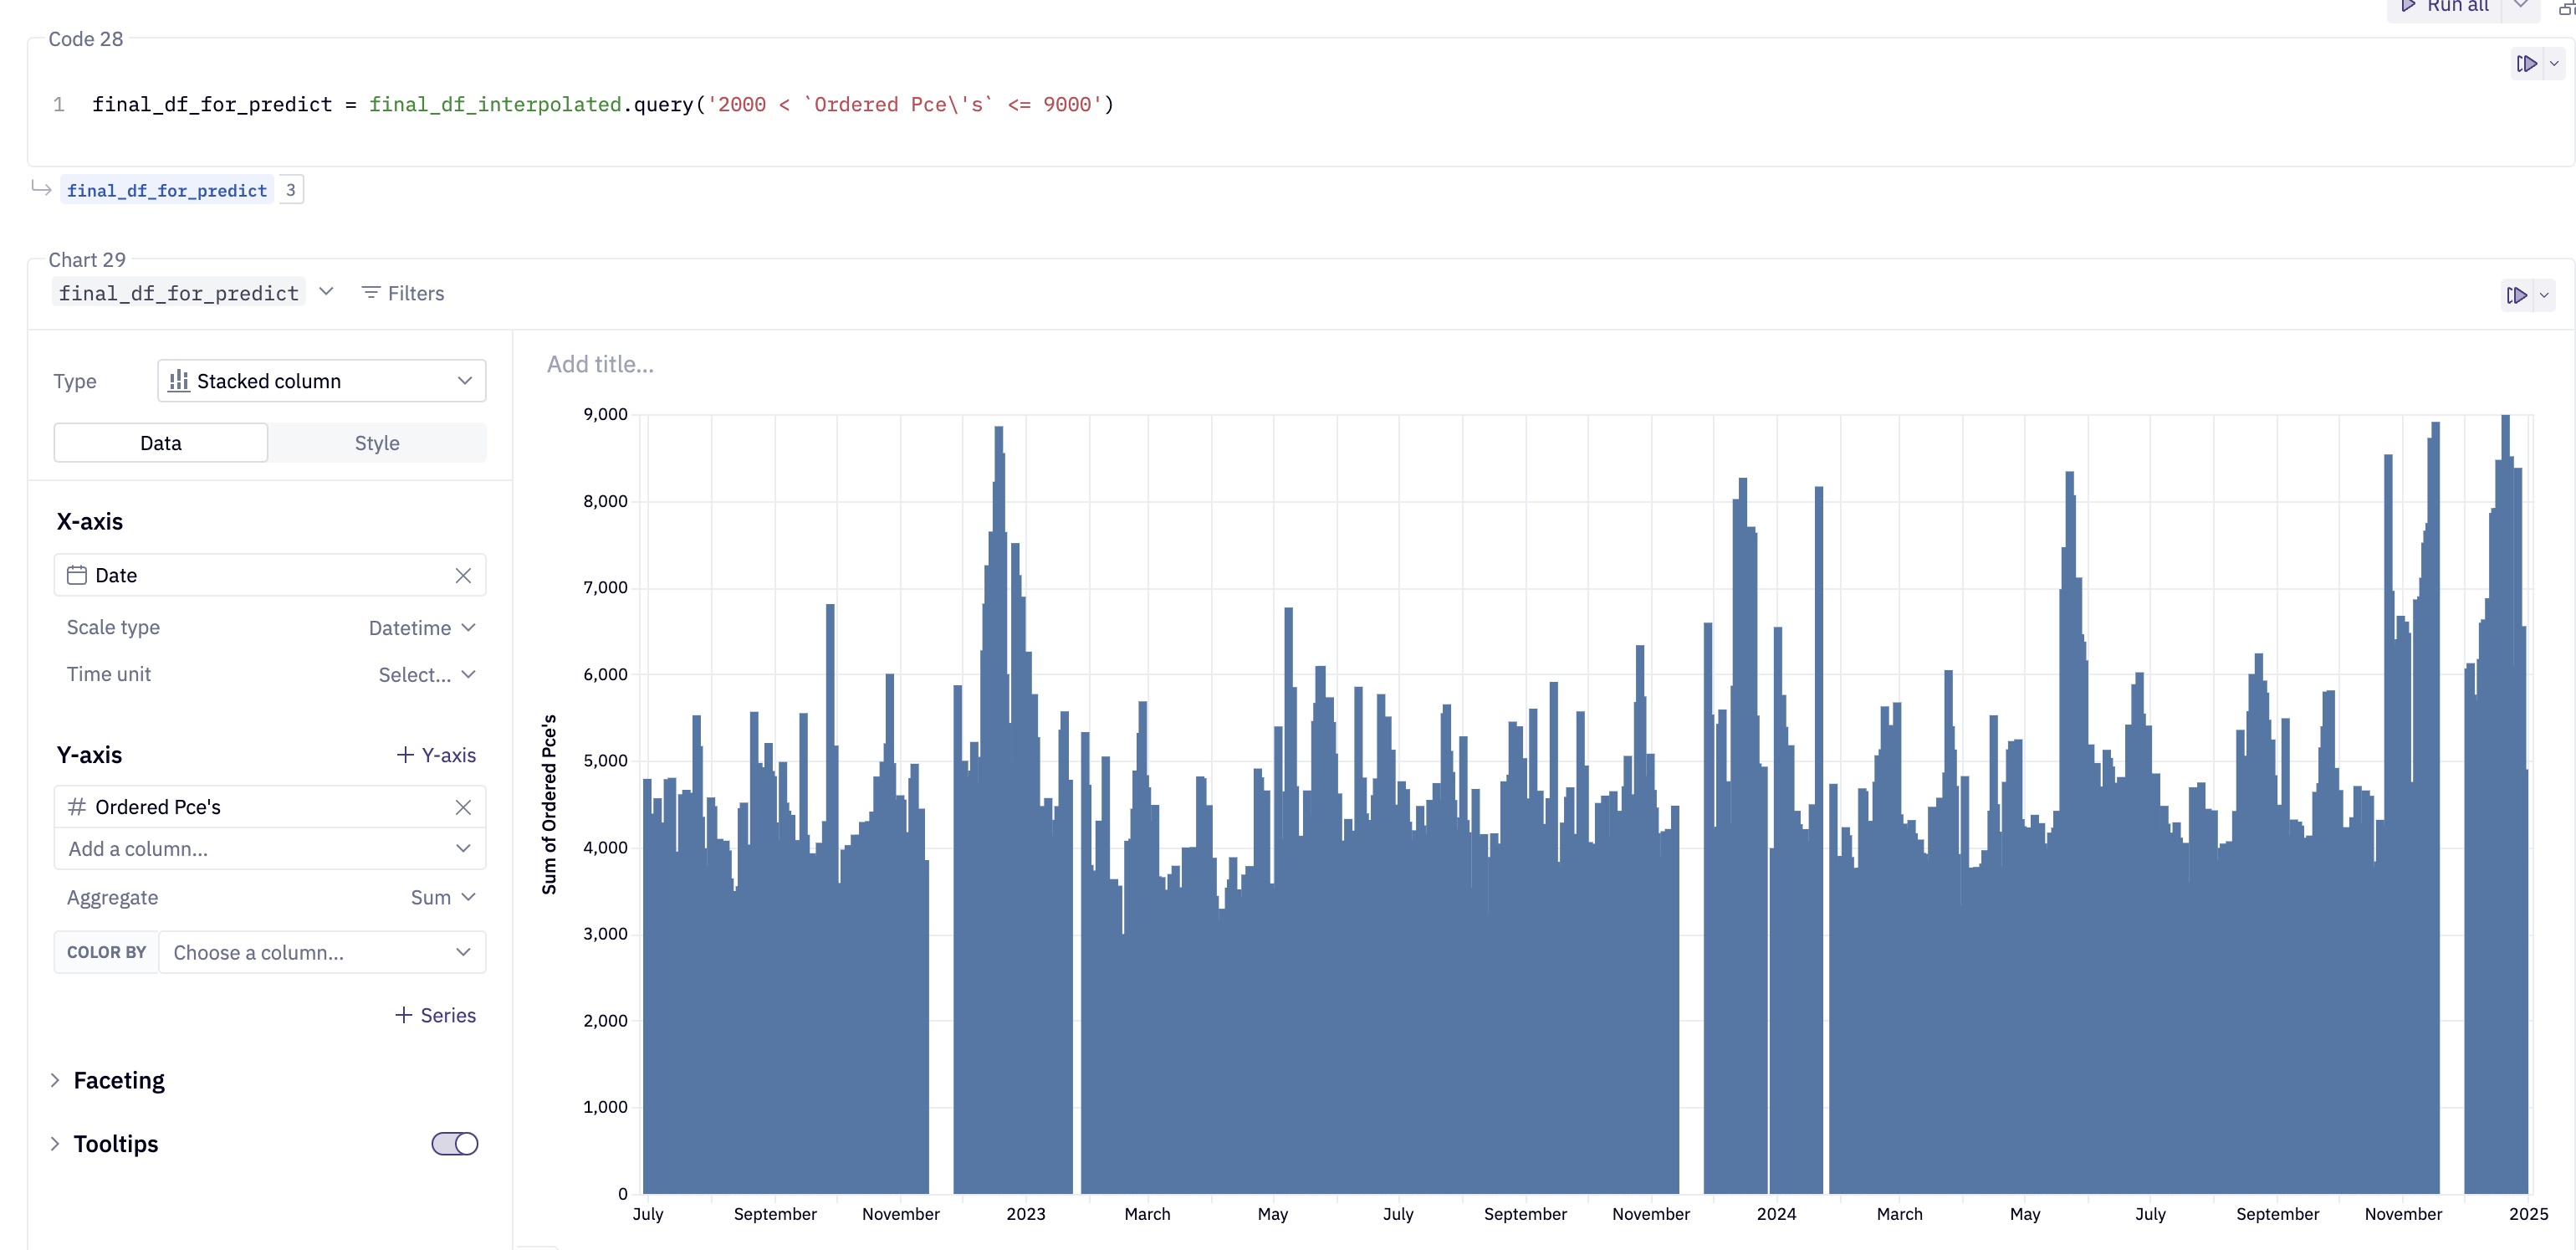 Run all
Code 28
1 final_df_for_predict = final_df_interpolated.query('2000 < `Ordered Pce\'s` <= 9000')
final_df_for_predict 3
Chart 29
final_df_for_predict Filters
Type Stacked column
Data Style
X-axis
Date
Scale type Datetime
Time unit Select...
Y-axis + Y-axis
# Ordered Pce's
Add a column...
Aggregate Sum
COLOR BY Choose a column...
+ Series
Faceting
Tooltips
Add title...
Sum of Ordered Pce's
9,000
8,000
7,000
6,000
5,000
4,000
3,000
2,000
1,000
0
July September November 2023 March May July September November 2024 March May July September November 2025